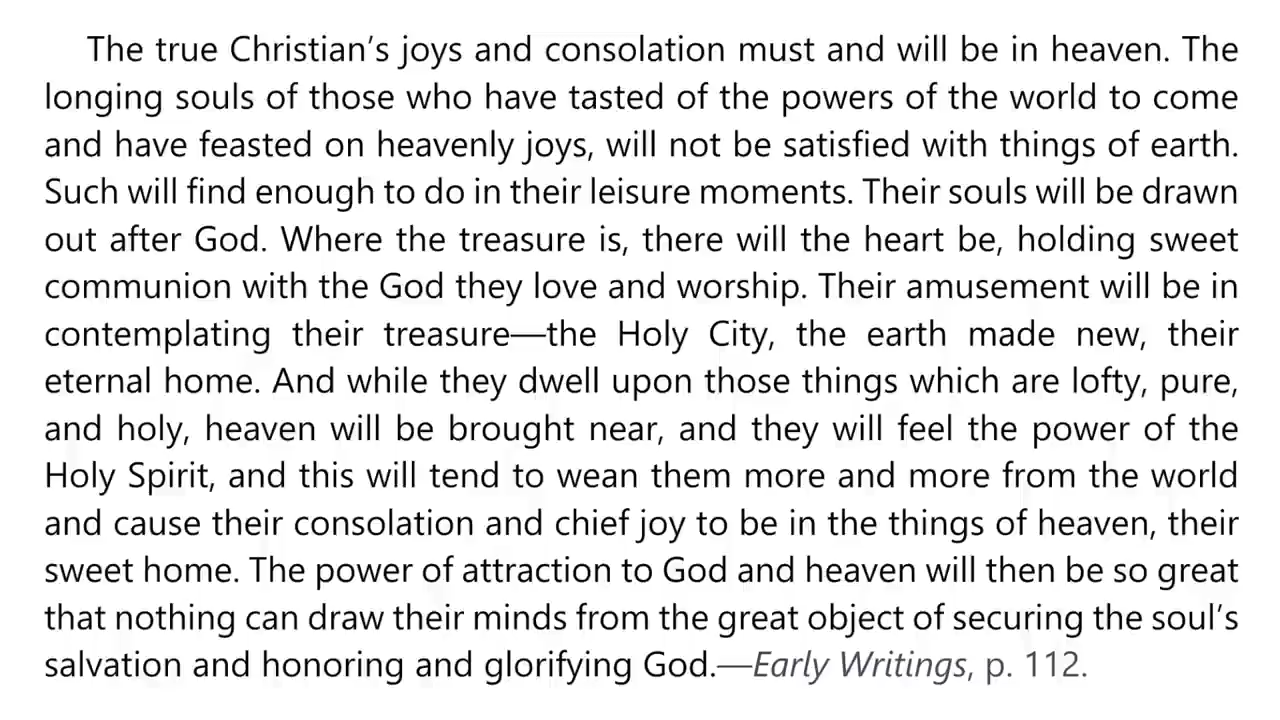 The true Christian’s joys and consolation must and will be in heaven. The
longing souls of those who have tasted of the powers of the world to come
and have feasted on heavenly joys, will not be satisfied with things of earth.
Such will find enough to do in their leisure moments. Their souls will be drawn
out after God. Where the treasure is, there will the heart be, holding sweet
communion with the God they love and worship. Their amusement will be in
contemplating their treasure—the Holy City, the earth made new, their
eternal home. And while they dwell upon those things which are lofty, pure,
and holy, heaven will be brought near, and they will feel the power of the
Holy Spirit, and this will tend to wean them more and more from the world
and cause their consolation and chief joy to be in the things of heaven, their
sweet home. The power of attraction to God and heaven will then be so great
that nothing can draw their minds from the great object of securing the soul’s
salvation and honoring and glorifying God.—Early Writings, p. 112.